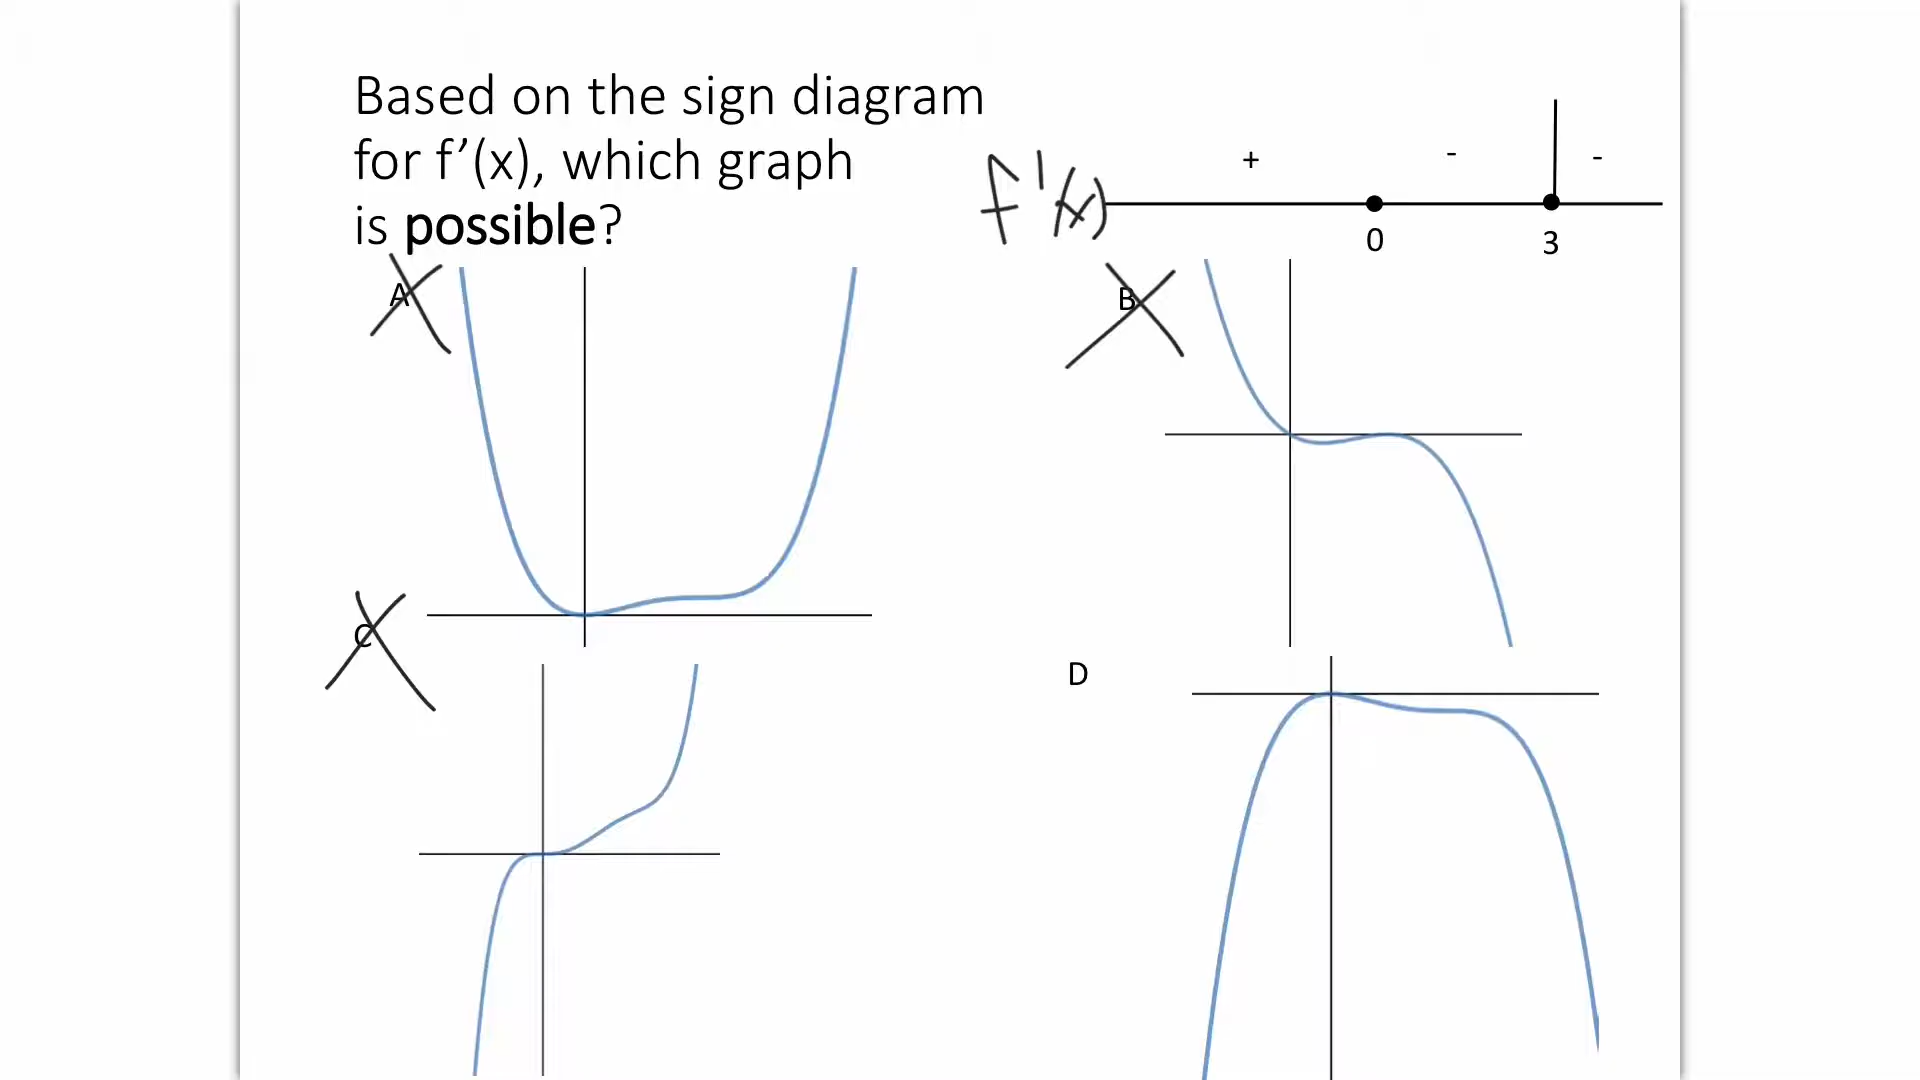 Based on the sign diagram
for f’(x), which graph
is possible?
f'(x)
+ - -
0 3
A
B
C
D